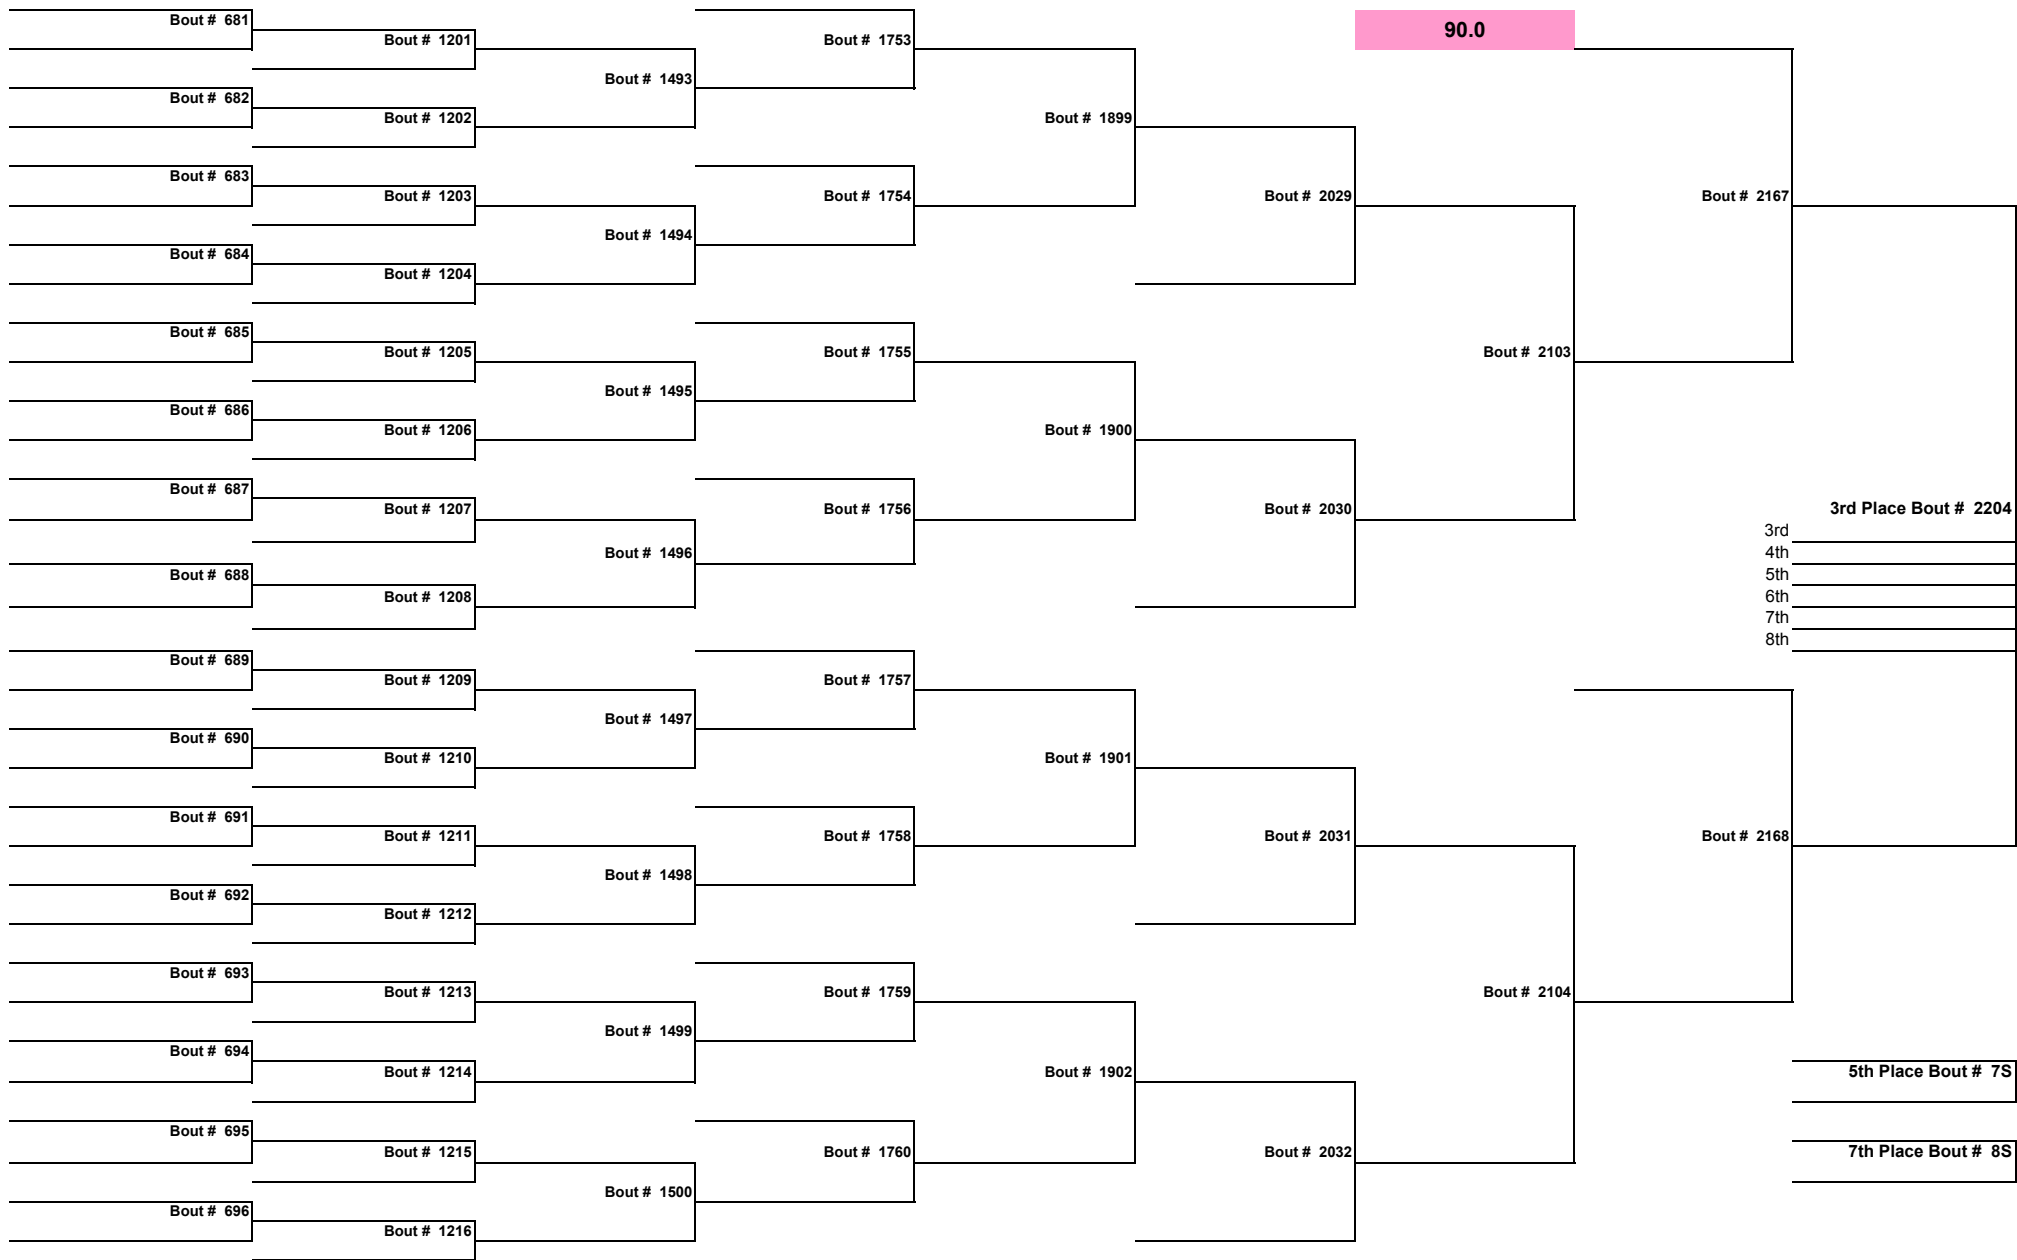 Bout # 681
Bout # 682
Bout # 683
Bout # 684
Bout # 685
Bout # 686
Bout # 687
Bout # 688
Bout # 689
Bout # 690
Bout # 691
Bout # 692
Bout # 693
Bout # 694
Bout # 695
Bout # 696
Bout # 1201
Bout # 1202
Bout # 1203
Bout # 1204
Bout # 1205
Bout # 1206
Bout # 1207
Bout # 1208
Bout # 1209
Bout # 1210
Bout # 1211
Bout # 1212
Bout # 1213
Bout # 1214
Bout # 1215
Bout # 1216
Bout # 1493
Bout # 1494
Bout # 1495
Bout # 1496
Bout # 1497
Bout # 1498
Bout # 1499
Bout # 1500
Bout # 1753
Bout # 1754
Bout # 1755
Bout # 1756
Bout # 1757
Bout # 1758
Bout # 1759
Bout # 1760
Bout # 1899
Bout # 1900
Bout # 1901
Bout # 1902
Bout # 2029
Bout # 2030
Bout # 2031
Bout # 2032
90.0
Bout # 2103
Bout # 2104
Bout # 2167
Bout # 2168
3rd Place Bout # 2204
3rd
4th
5th
6th
7th
8th
5th Place Bout # 7S
7th Place Bout # 8S